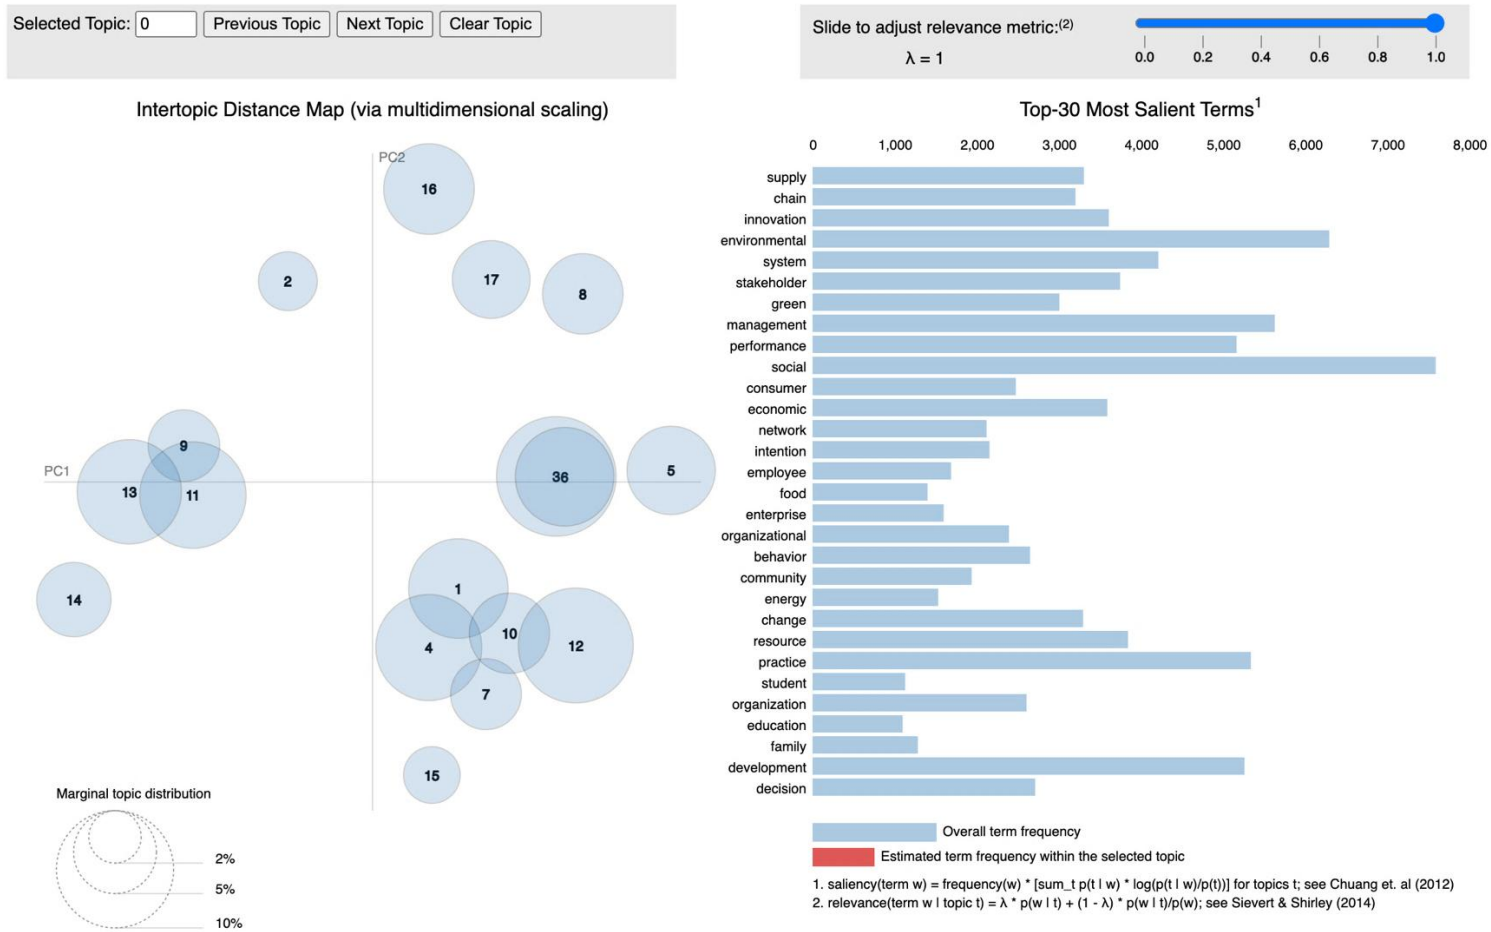 Selected Topic: 0 Previous Topic Next Topic Clear Topic
Slide to adjust relevance metric:(2)
λ = 1
0.0 0.2 0.4 0.6 0.8 1.0
Intertopic Distance Map (via multidimensional scaling)
PC2
PC1
16
2
17
8
9
13
11
36
5
14
1
4
10
12
7
15
Marginal topic distribution
2%
5%
10%
Top-30 Most Salient Terms1
0 1,000 2,000 3,000 4,000 5,000 6,000 7,000 8,000
supply
chain
innovation
environmental
system
stakeholder
green
management
performance
social
consumer
economic
network
intention
employee
food
enterprise
organizational
behavior
community
energy
change
resource
practice
student
organization
education
family
development
decision
Overall term frequency
Estimated term frequency within the selected topic
1. saliency(term w) = frequency(w) * [sum_t p(t | w) * log(p(t | w)/p(t))] for topics t; see Chuang et. al (2012)
2. relevance(term w | topic t) = λ * p(w | t) + (1 - λ) * p(w | t)/p(w); see Sievert & Shirley (2014)